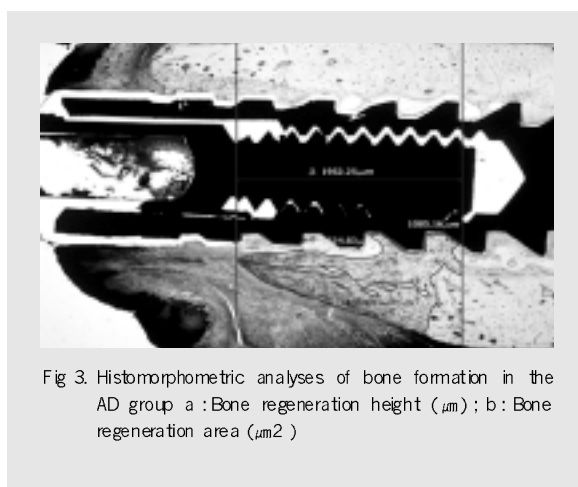 Fig 3. Histomorphometric analyses of bone formation in the
AD group a : Bone regeneration height (μm) ; b : Bone
regeneration area (μm2 )